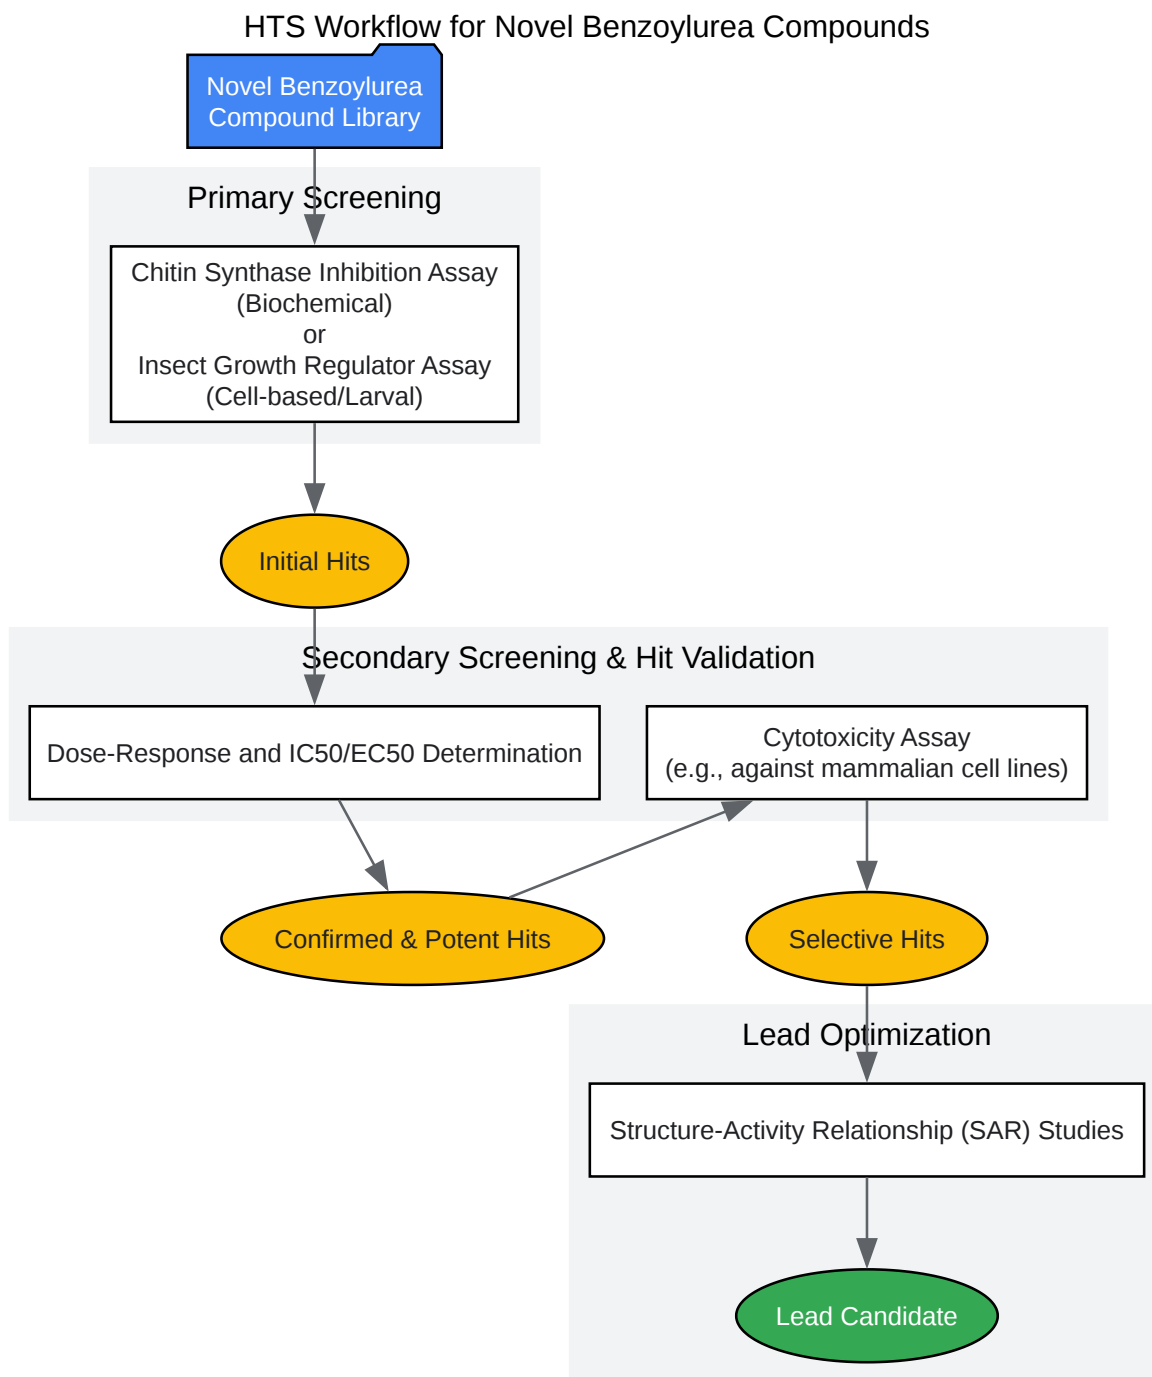 HTS Workflow for Novel Benzoylurea Compounds
Novel Benzoylurea
Compound Library
Primary Screening
Chitin Synthase Inhibition Assay
(Biochemical)
or
Insect Growth Regulator Assay
(Cell-based/Larval)
Initial Hits
Secondary Screening & Hit Validation
Dose-Response and IC50/EC50 Determination
Cytotoxicity Assay
(e.g., against mammalian cell lines)
Confirmed & Potent Hits
Selective Hits
Lead Optimization
Structure-Activity Relationship (SAR) Studies
Lead Candidate